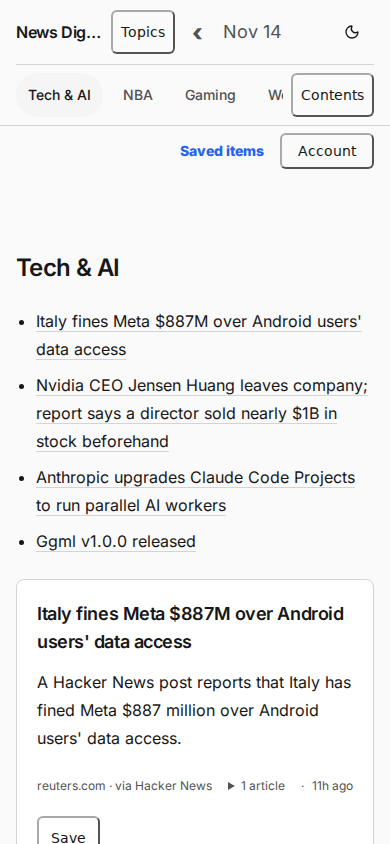 News Dig…
Topics
‹
Nov 14
Tech & AI
NBA
Gaming
Contents
Saved items
Account
Tech & AI
• Italy fines Meta $887M over Android users'
data access
• Nvidia CEO Jensen Huang leaves company;
report says a director sold nearly $1B in
stock beforehand
• Anthropic upgrades Claude Code Projects
to run parallel AI workers
• Ggml v1.0.0 released
Italy fines Meta $887M over Android
users' data access
A Hacker News post reports that Italy has
fined Meta $887 million over Android
users' data access.
reuters.com · via Hacker News ▶ 1 article · 11h ago
Save